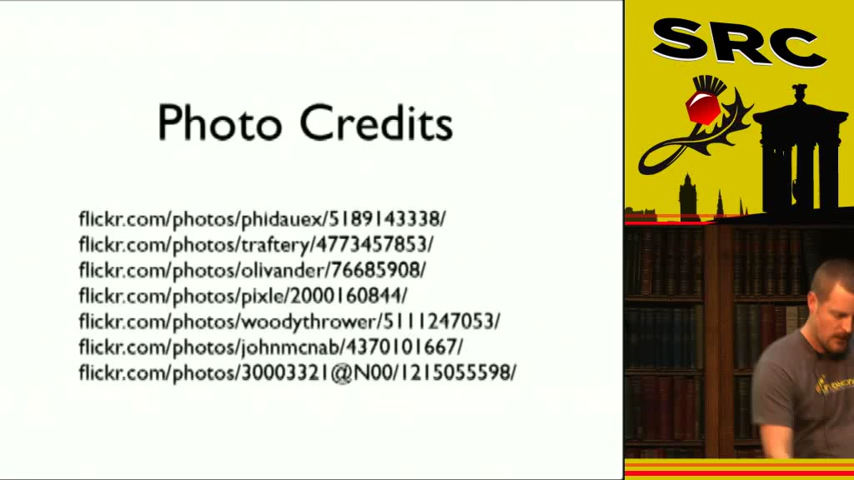 Photo Credits
flickr.com/photos/phidauex/5189143338/
flickr.com/photos/traftery/4773457853/
flickr.com/photos/olivander/76685908/
flickr.com/photos/pixle/2000160844/
flickr.com/photos/woodythrower/5111247053/
flickr.com/photos/johnmcnab/4370101667/
flickr.com/photos/30003321@N00/1215055598/
SRC